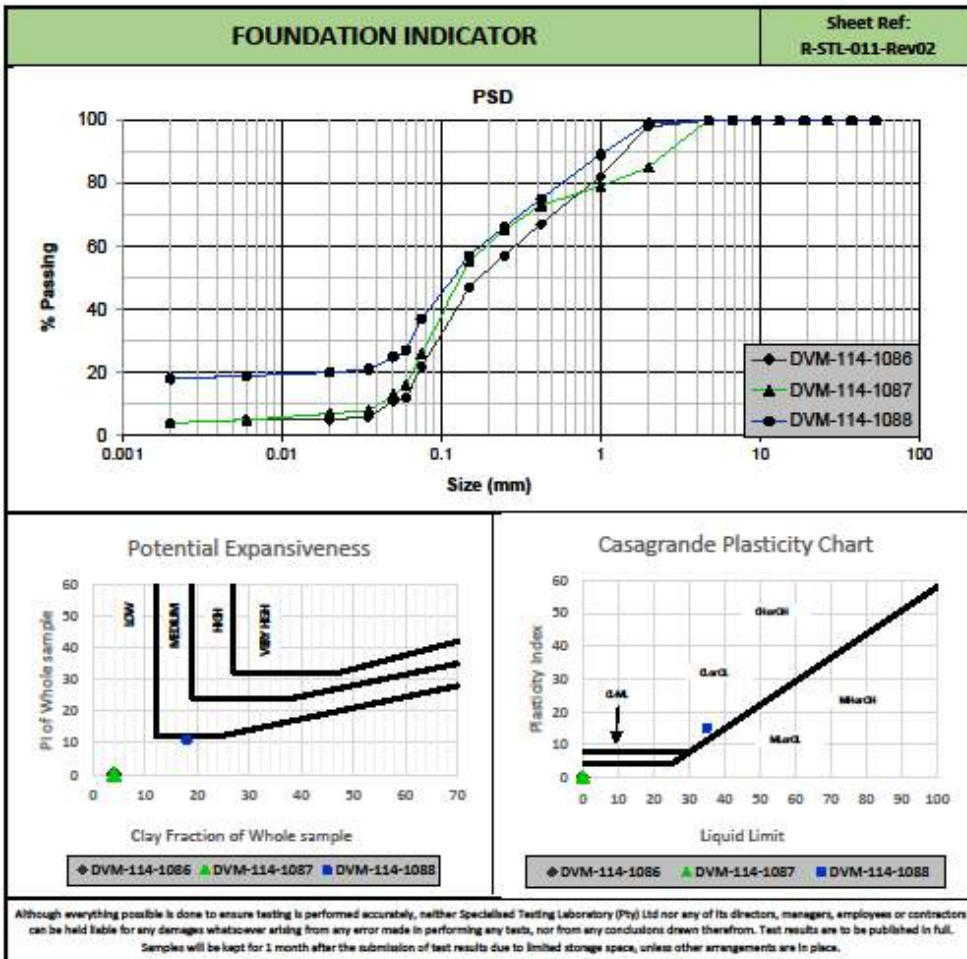 FOUNDATION INDICATOR
Sheet Ref:
R-STL-011-Rev02
PSD
100
80
60
40
20
0
% Passing
0.001
0.01
0.1
1
10
100
Size (mm)
DVM-114-1086
DVM-114-1087
DVM-114-1088
Potential Expansiveness
60
50
40
30
20
10
0
PI of Whole sample
LOW
MEDIUM
HIGH
VERY HIGH
0 10 20 30 40 50 60 70
Clay Fraction of Whole sample
DVM-114-1086 DVM-114-1087 DVM-114-1088
Casagrande Plasticity Chart
60
50
40
30
20
10
0
Plasticity Index
0 10 20 30 40 50 60 70 80 90 100
Liquid Limit
DVM-114-1086 DVM-114-1087 DVM-114-1088
Although everything possible is done to ensure testing is performed accurately, neither Specialised Testing Laboratory (Pty) Ltd nor any of its directors, managers, employees or contractors
can be held liable for any damages whatsoever arising from any error made in performing any tests, nor from any conclusions drawn therefrom. Test results are to be published in full.
Samples will be kept for 1 month after the submission of test results due to limited storage space, unless other arrangements are in place.